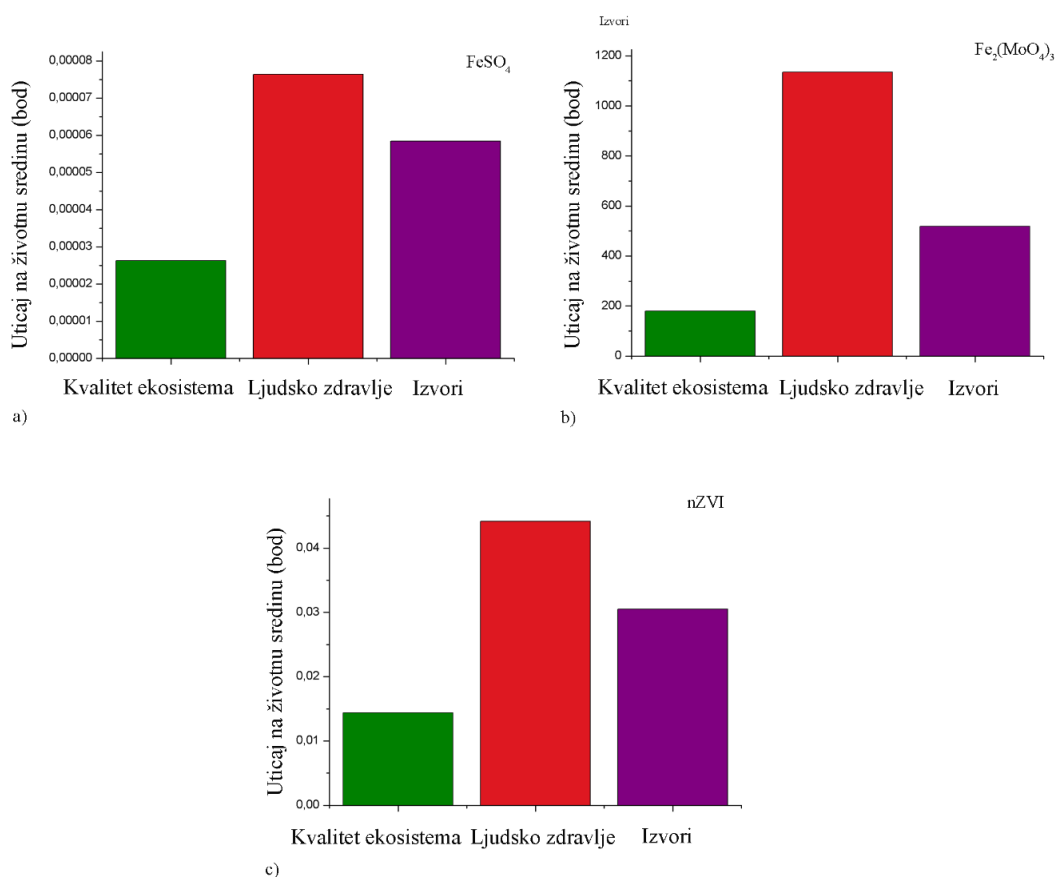 FeSO₄
Uticaj na životnu sredinu (bod)
0,00008
0,00007
0,00006
0,00005
0,00004
0,00003
0,00002
0,00001
0,00000
Kvalitet ekosistema Ljudsko zdravlje Izvori
a)
Izvori
Fe₂(MoO₄)₃
Uticaj na životnu sredinu (bod)
1200
1000
800
600
400
200
0
Kvalitet ekosistema Ljudsko zdravlje Izvori
b)
nZVI
Uticaj na životnu sredinu (bod)
0,04
0,03
0,02
0,01
0,00
Kvalitet ekosistema Ljudsko zdravlje Izvori
c)